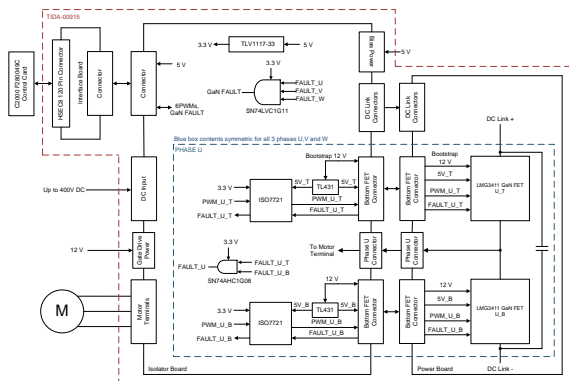 TIDA-00915
C2000 F280049C
Control Card
HSEC8 120 Pin Connector
Interface Board
Connector
Connector
5 V
6PWMs,
GaN FAULT
3.3 V
TLV1117-33
5 V
3.3 V
GaN FAULT
FAULT_U
FAULT_V
FAULT_W
SN74LVC1G11
Bias Power
5 V
DC Link
Connectors
DC Link
Connectors
DC Link +
Blue box contents symmetric for all 3 phases U,V and W
PHASE U
Up to 400V DC
DC Input
12 V
Gate Drive
Power
M
Motor
Terminals
Bootstrap 12 V
3.3 V
PWM_U_T
FAULT_U_T
ISO7721
5V_T
TL431
5V_T
PWM_U_T
FAULT_U_T
Bottom FET
Connector
Bottom FET
Connector
Bootstrap
12 V
5V_T
PWM_U_T
FAULT_U_T
LMG3411 GaN FET
U_T
3.3 V
FAULT_U
FAULT_U_T
FAULT_U_B
SN74AHC1G08
To Motor
Terminal
Phase U
Connector
Phase U
Connector
12 V
3.3 V
PWM_U_B
FAULT_U_B
ISO7721
5V_B
TL431
5V_B
PWM_U_B
FAULT_U_B
Bottom FET
Connector
Bottom FET
Connector
12 V
5V_B
PWM_U_B
FAULT_U_B
LMG3411 GaN FET
U_B
Isolator Board
Power Board
DC Link -